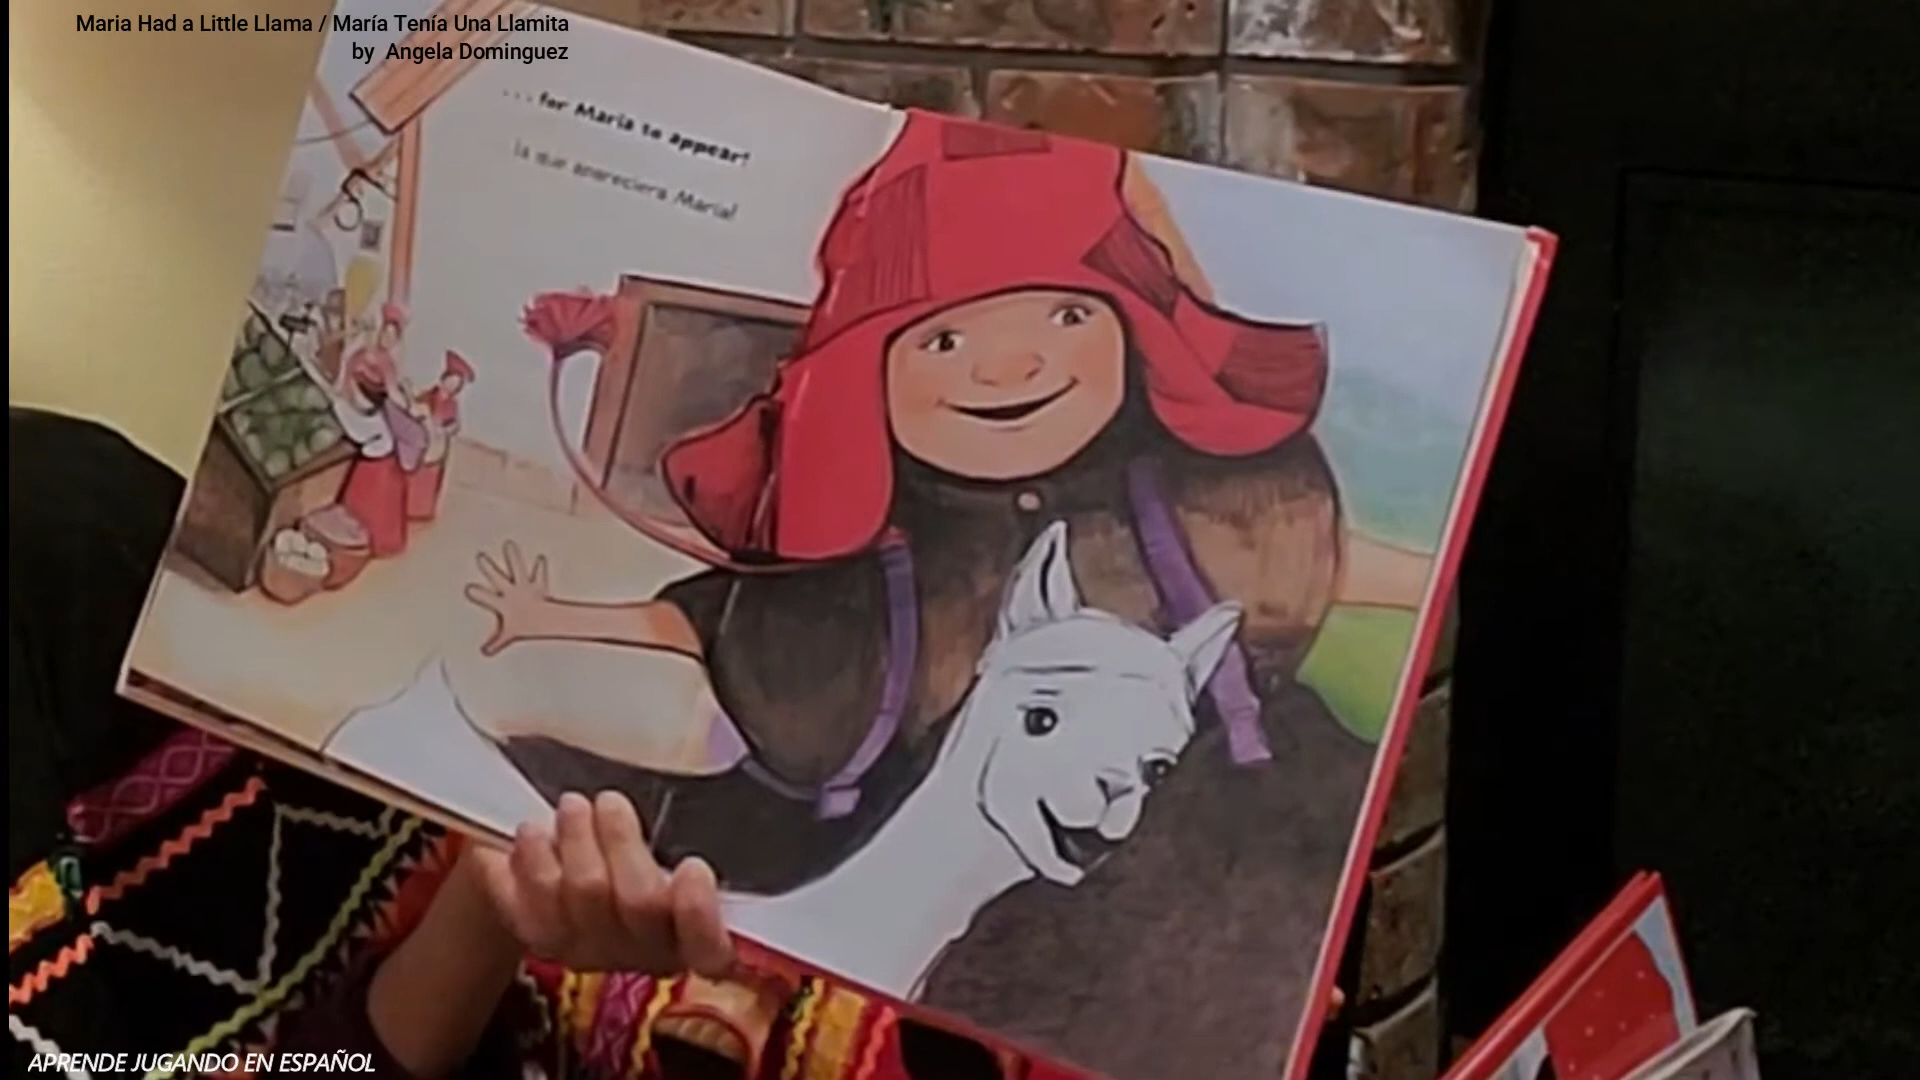 Maria Had a Little Llama / María Tenía Una Llamita
by Angela Dominguez
. . . for María to appear!
¡a que apareciera María!
APRENDE JUGANDO EN ESPAÑOL